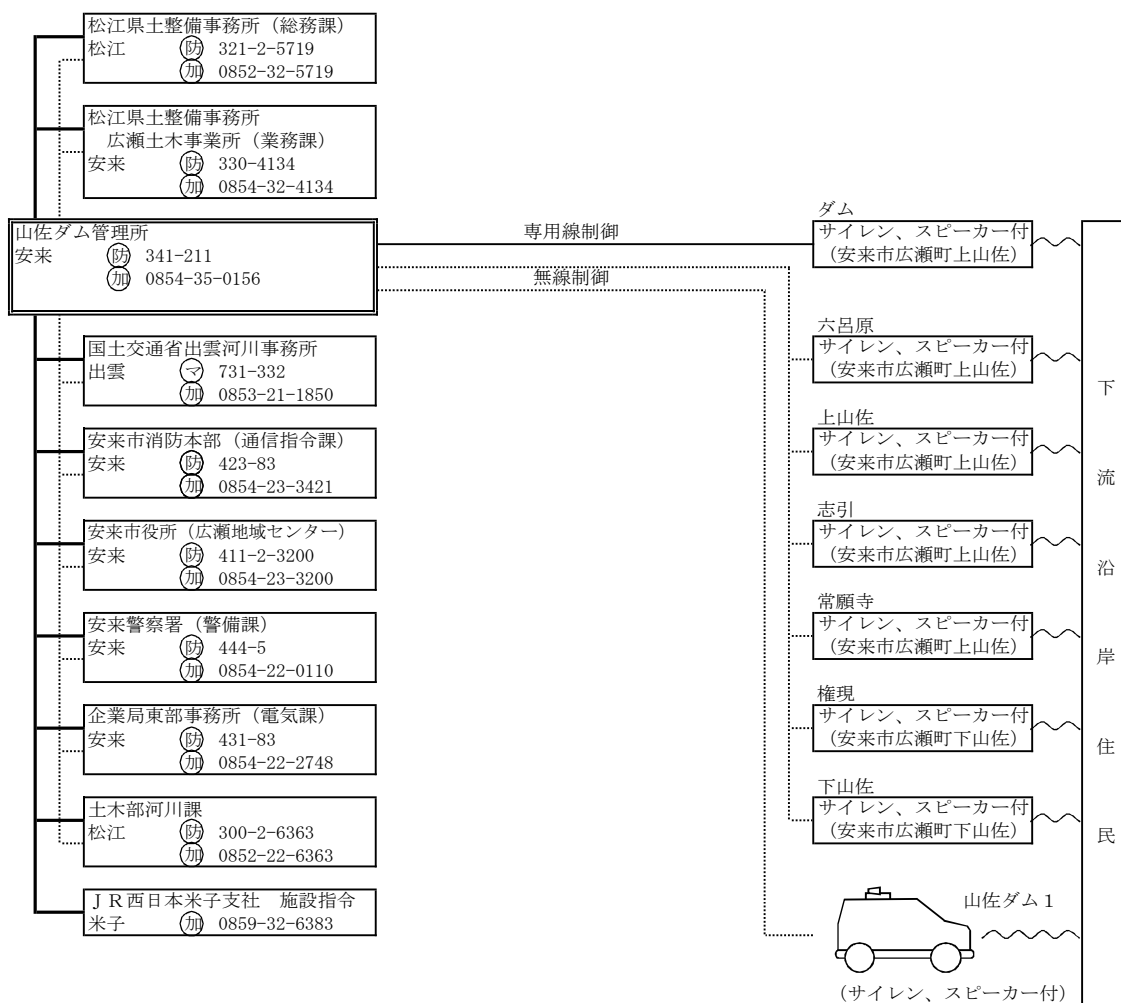 松江県土整備事務所（総務課）
松江　㊋防 321-2-5719
加 0852-32-5719
松江県土整備事務所
広瀬土木事業所（業務課）
安来　防 330-4134
加 0854-32-4134
山佐ダム管理所
安来　防 341-211
加 0854-35-0156
国土交通省出雲河川事務所
出雲　マ 731-332
加 0853-21-1850
安来市消防本部（通信指令課）
安来　防 423-83
加 0854-23-3421
安来市役所（広瀬地域センター）
安来　防 411-2-3200
加 0854-23-3200
安来警察署（警備課）
安来　防 444-5
加 0854-22-0110
企業局東部事務所（電気課）
安来　防 431-83
加 0854-22-2748
土木部河川課
松江　防 300-2-6363
加 0852-22-6363
ＪＲ西日本米子支社　施設指令
米子　加 0859-32-6383
専用線制御
無線制御
ダム
サイレン、スピーカー付
（安来市広瀬町上山佐）
六呂原
サイレン、スピーカー付
（安来市広瀬町上山佐）
上山佐
サイレン、スピーカー付
（安来市広瀬町上山佐）
志引
サイレン、スピーカー付
（安来市広瀬町上山佐）
常願寺
サイレン、スピーカー付
（安来市広瀬町上山佐）
権現
サイレン、スピーカー付
（安来市広瀬町下山佐）
下山佐
サイレン、スピーカー付
（安来市広瀬町下山佐）
山佐ダム１
（サイレン、スピーカー付）
下流沿岸住民